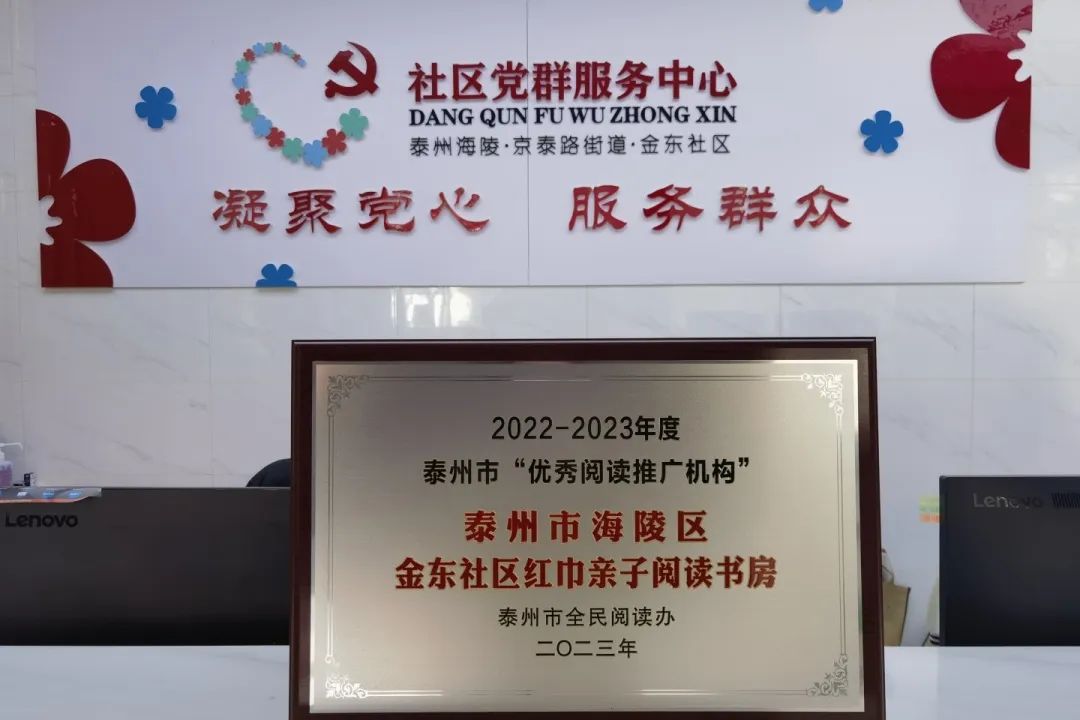 社区党群服务中心
DANG QUN FU WU ZHONG XIN
泰州海陵·京泰路街道·金东社区
凝聚党心 服务群众
2022-2023年度
泰州市“优秀阅读推广机构”
泰州市海陵区
金东社区红巾亲子阅读书房
泰州市全民阅读办
二〇二三年
Lenovo
Lenovo